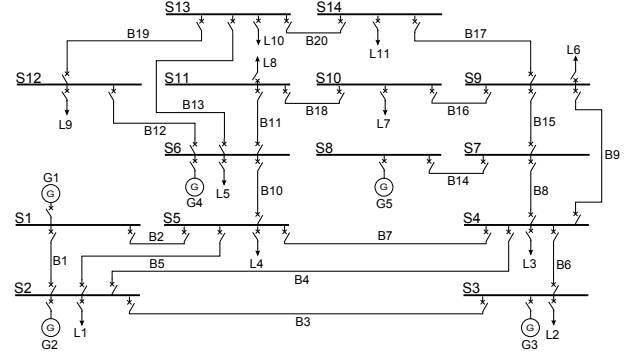 S13 S14
B19 L10 B20 L11 B17
L8 L6
S12 S11 S10 S9
L9 B13 B18 L7 B16
B12 B11 B15
B9
S6 S8 S7
G1 G G4 L5 G G5 B14
G B10 B8
S1 S5 S4
B2 B7
B1 B5 L4 L3 B6
B4
S2 S3
G G2 L1 B3 G G3 L2